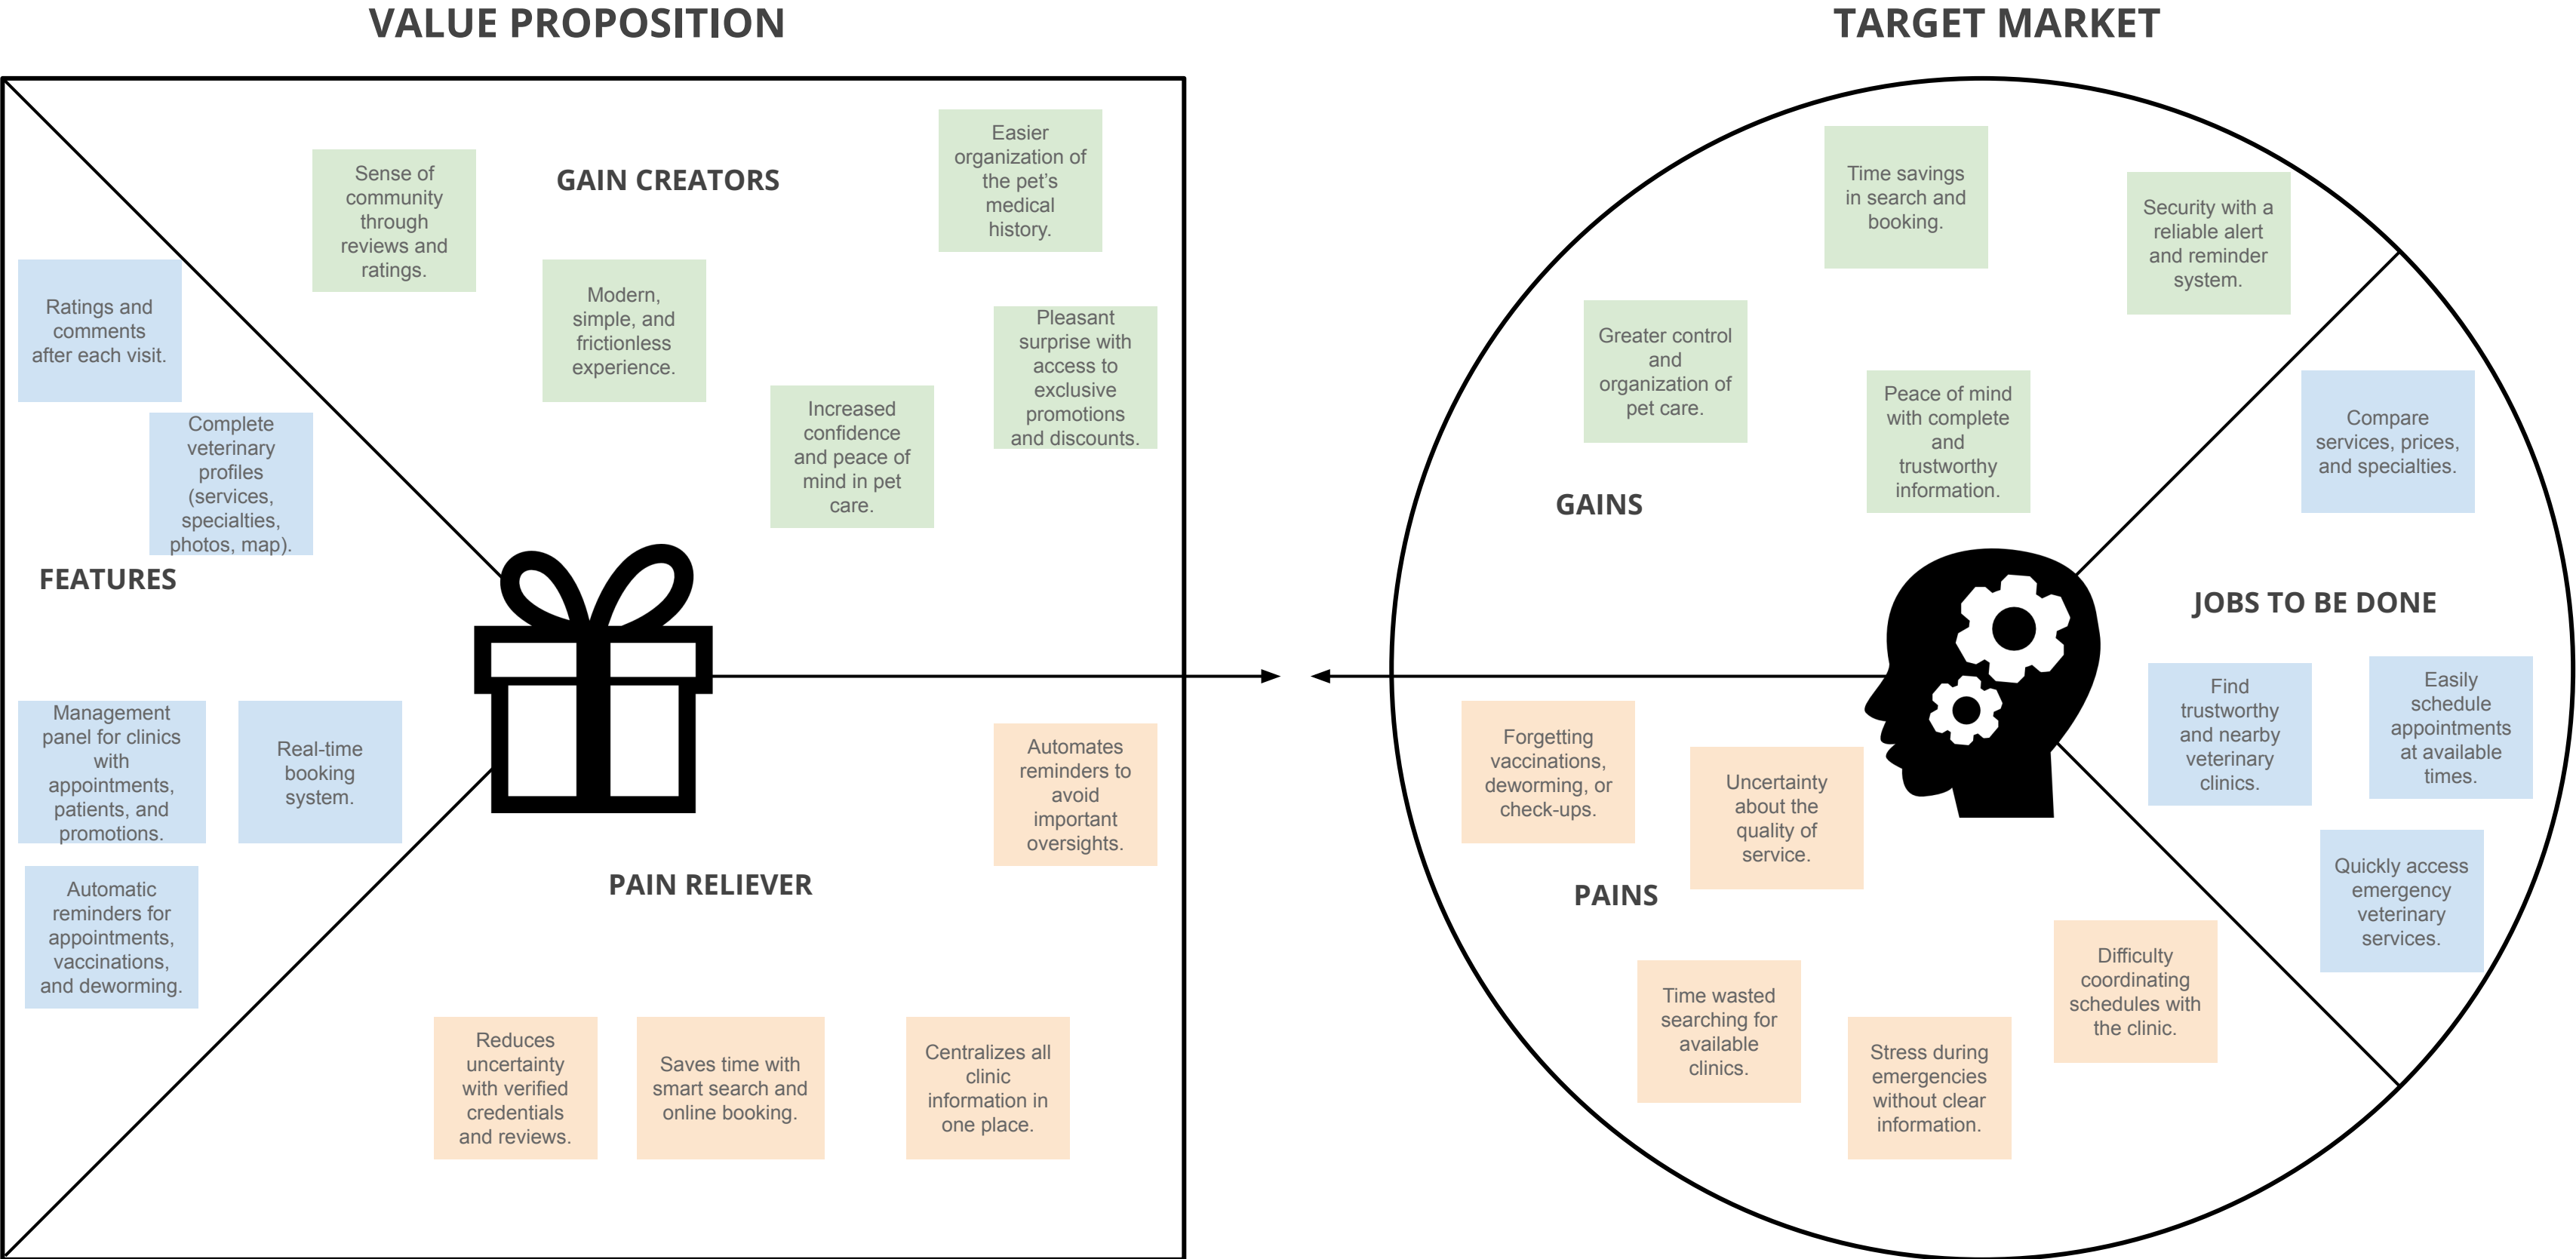 VALUE PROPOSITION
GAIN CREATORS
Sense of
community
through
reviews and
ratings.
Easier
organization of
the pet’s
medical
history.
Modern,
simple, and
frictionless
experience.
Pleasant
surprise with
access to
exclusive
promotions
and discounts.
Increased
confidence
and peace of
mind in pet
care.
Ratings and
comments
after each visit.
Complete
veterinary
profiles
(services,
specialties,
photos, map).
FEATURES
Management
panel for clinics
with
appointments,
patients, and
promotions.
Real-time
booking
system.
Automatic
reminders for
appointments,
vaccinations,
and deworming.
Automates
reminders to
avoid
important
oversights.
PAIN RELIEVER
Reduces
uncertainty
with verified
credentials
and reviews.
Saves time with
smart search and
online booking.
Centralizes all
clinic
information in
one place.
TARGET MARKET
Time savings
in search and
booking.
Security with a
reliable alert
and reminder
system.
Greater control
and
organization of
pet care.
Peace of mind
with complete
and
trustworthy
information.
GAINS
Compare
services, prices,
and specialties.
JOBS TO BE DONE
Find
trustworthy
and nearby
veterinary
clinics.
Easily
schedule
appointments
at available
times.
Quickly access
emergency
veterinary
services.
Forgetting
vaccinations,
deworming, or
check-ups.
Uncertainty
about the
quality of
service.
PAINS
Time wasted
searching for
available
clinics.
Stress during
emergencies
without clear
information.
Difficulty
coordinating
schedules with
the clinic.